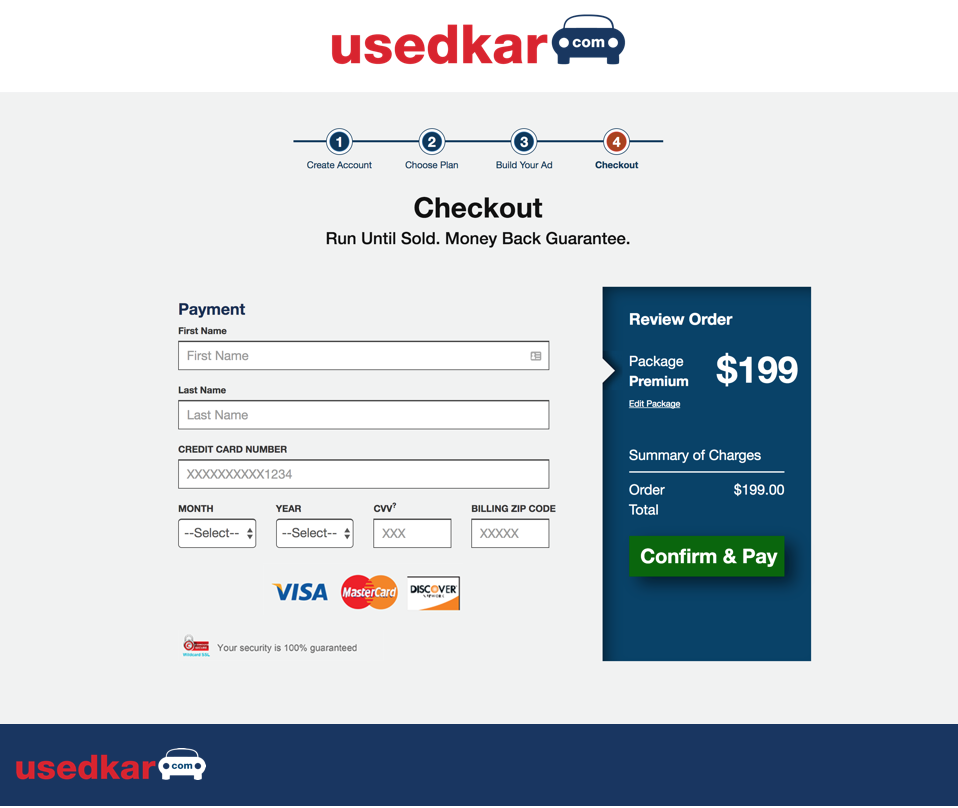 usedkar com
1 2 3 4
Create Account Choose Plan Build Your Ad Checkout
Checkout
Run Until Sold. Money Back Guarantee.
Payment
First Name
First Name
Last Name
Last Name
CREDIT CARD NUMBER
XXXXXXXXXX1234
MONTH YEAR CVV? BILLING ZIP CODE
--Select-- --Select-- XXX XXXXX
VISA MasterCard DISCOVER
Your security is 100% guaranteed
Review Order
Package $199
Premium
Edit Package
Summary of Charges
Order $199.00
Total
Confirm & Pay
usedkar com